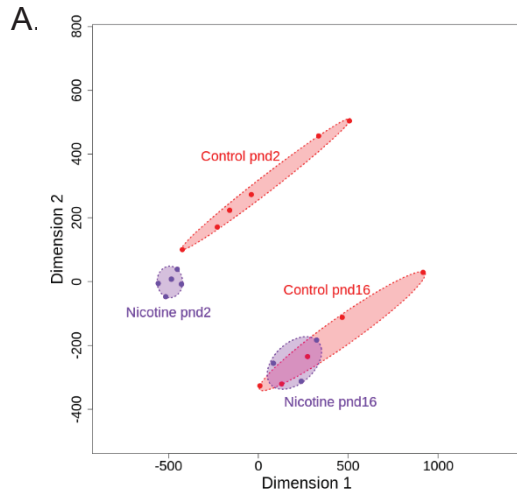 A.
800
600
400
200
0
-200
-400
Dimension 2
Control pnd2
Nicotine pnd2
Control pnd16
Nicotine pnd16
-500
0
500
1000
Dimension 1